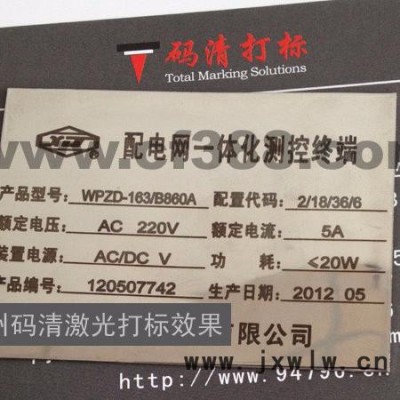 码清打标
Total Marking Solutions
配电网一体化测控终端
产品型号: WPZD-163/B860A 配置代码: 2/18/36/6
额定电压: AC 220V 额定电流: 5A
装置电源: AC/DC V 功 耗: <20W
产品编号: 120507742 生产日期: 2012 05
州码清激光打标效果
有限公司
www.jxwlw.cn